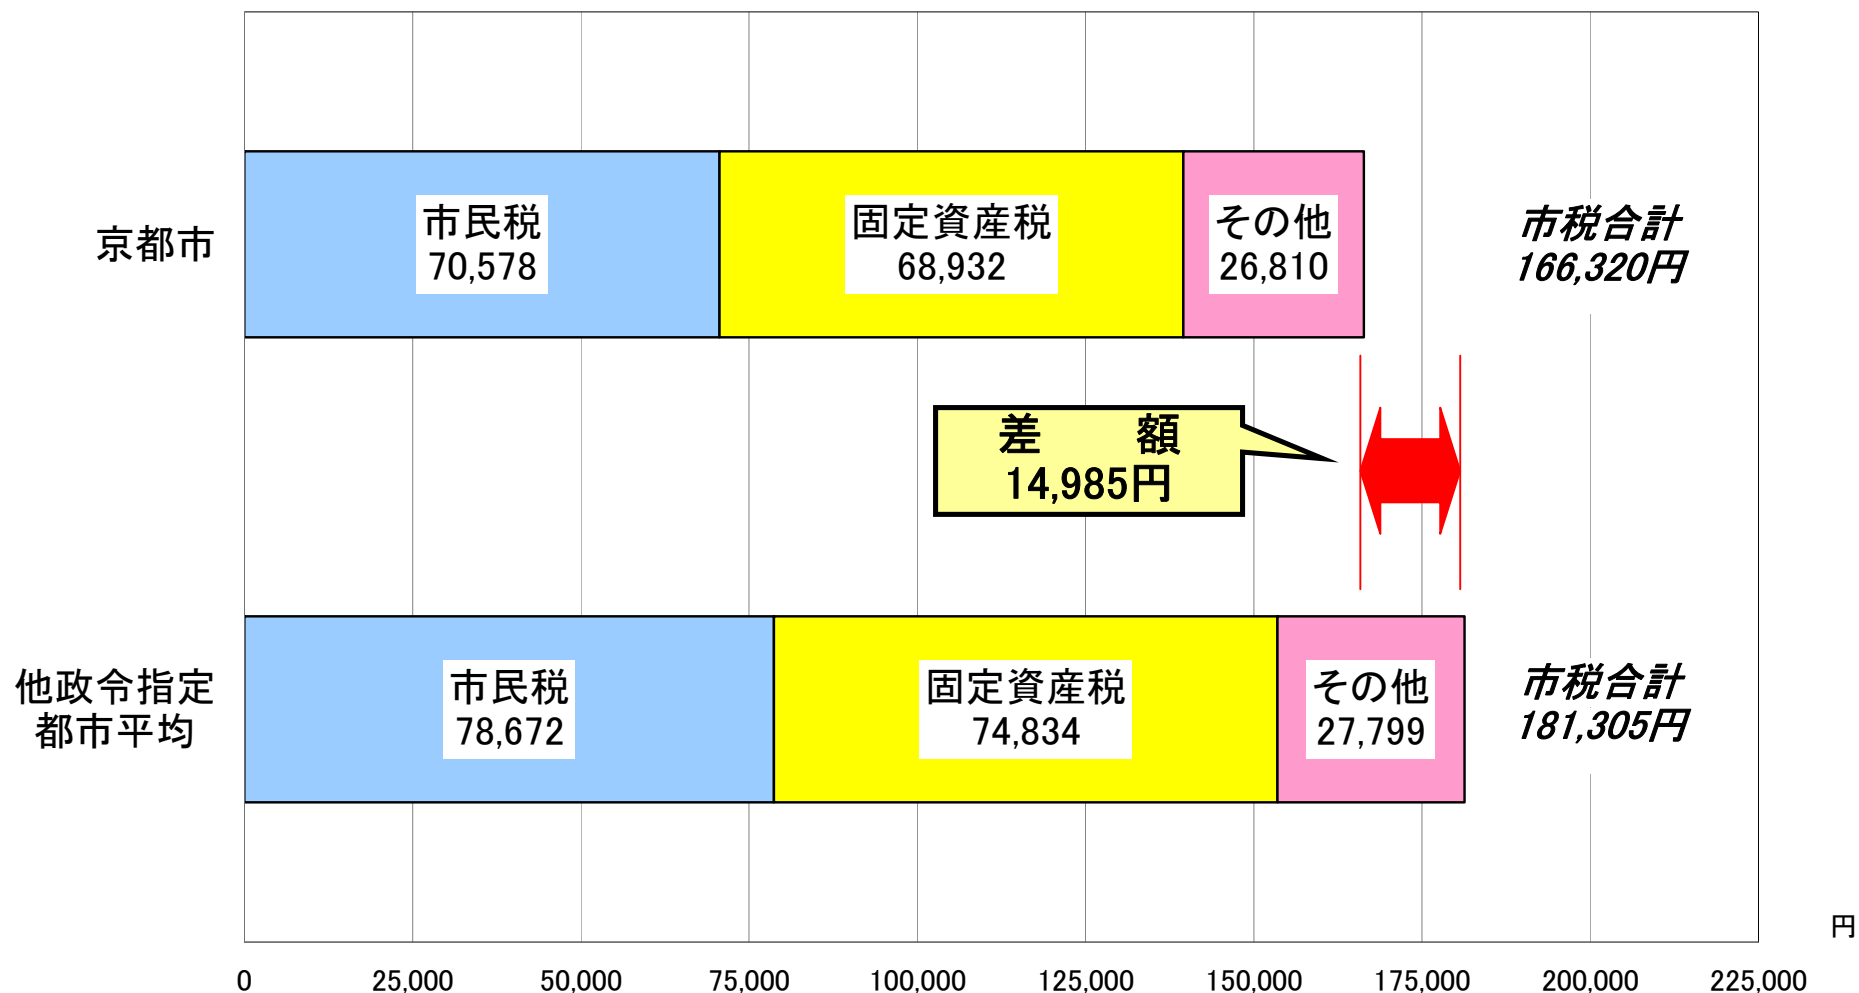 京都市
市民税
70,578
固定資産税
68,932
その他
26,810
市税合計
166,320円
差　額
14,985円
他政令指定
都市平均
市民税
78,672
固定資産税
74,834
その他
27,799
市税合計
181,305円
円
0 25,000 50,000 75,000 100,000 125,000 150,000 175,000 200,000 225,000